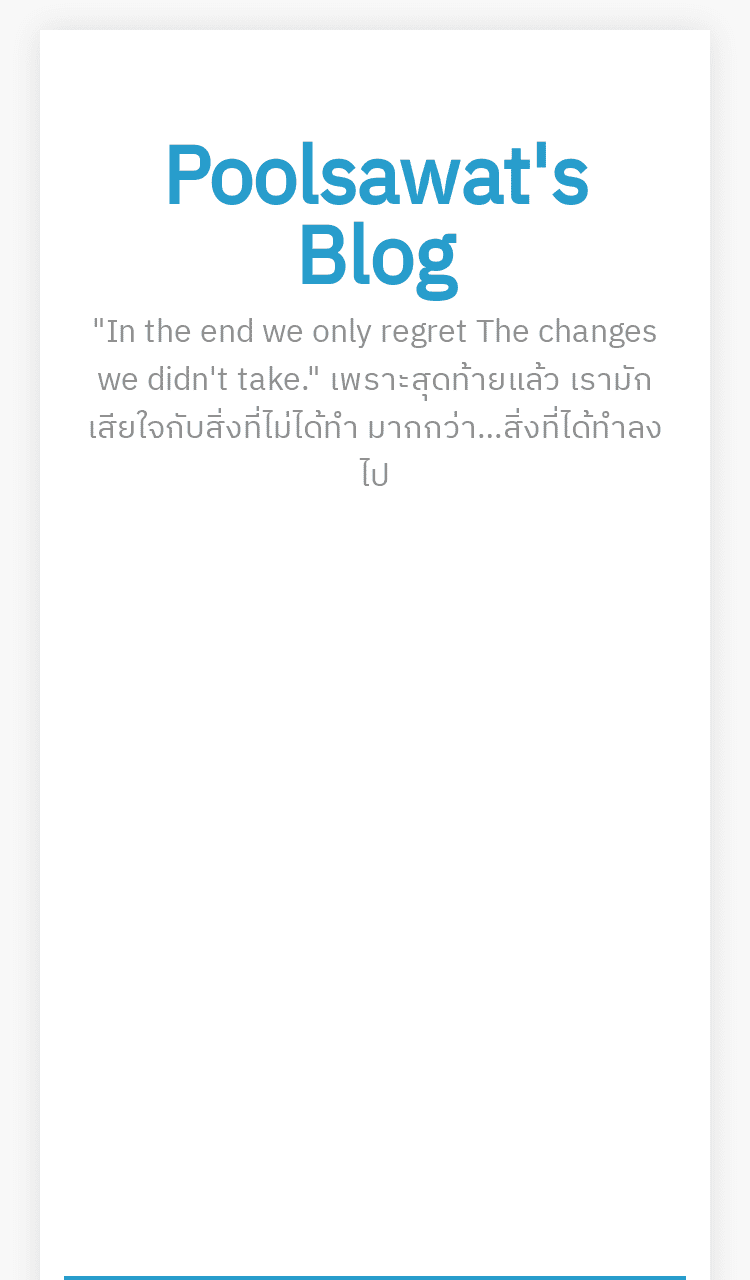 Poolsawat's
Blog
"In the end we only regret The changes
we didn't take." เพราะสุดท้ายแล้ว เรามัก
เสียใจกับสิ่งที่ไม่ได้ทำ มากกว่า...สิ่งที่ได้ทำลง
ไป